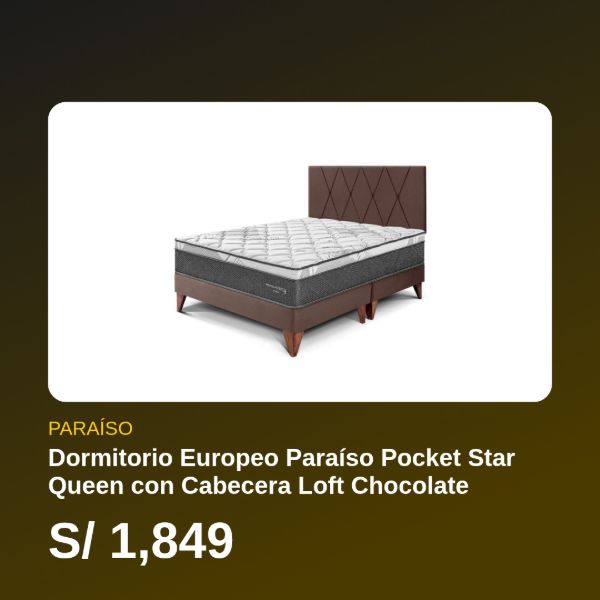 PARAÍSO
Dormitorio Europeo Paraíso Pocket Star
Queen con Cabecera Loft Chocolate
S/ 1,849